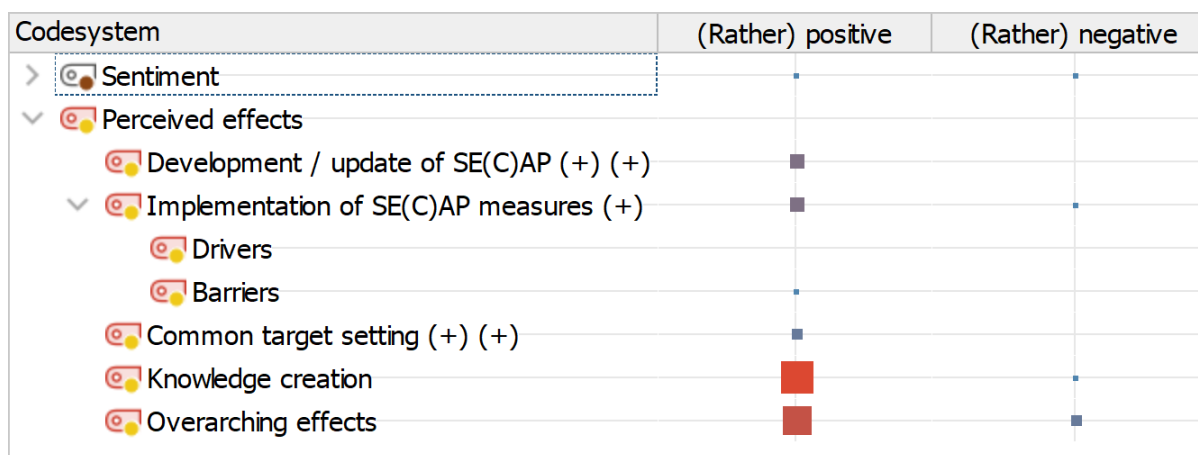 Codesystem (Rather) positive (Rather) negative
Sentiment
Perceived effects
Development / update of SE(C)AP (+) (+)
Implementation of SE(C)AP measures (+)
Drivers
Barriers
Common target setting (+) (+)
Knowledge creation
Overarching effects